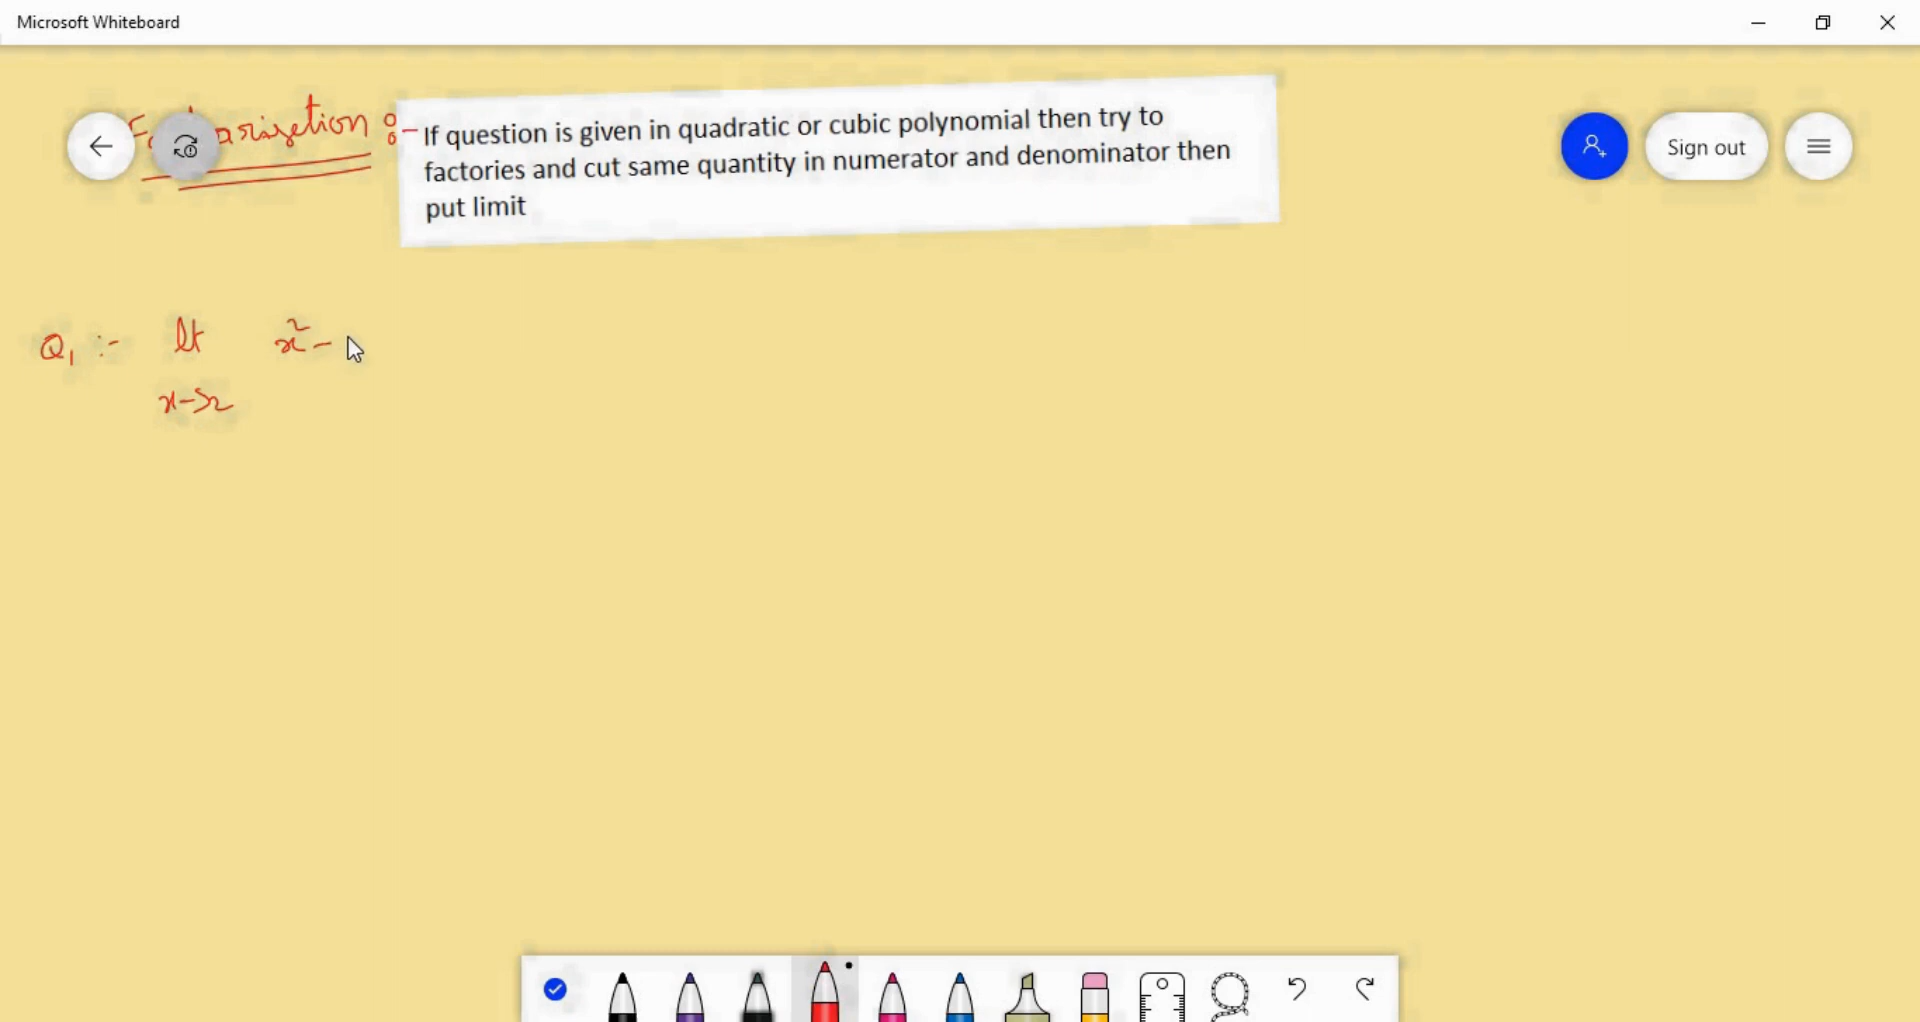 Microsoft Whiteboard
:-
If question is given in quadratic or cubic polynomial then try to
factories and cut same quantity in numerator and denominator then
put limit
Sign out
Q1 :- lt x² -
x->2